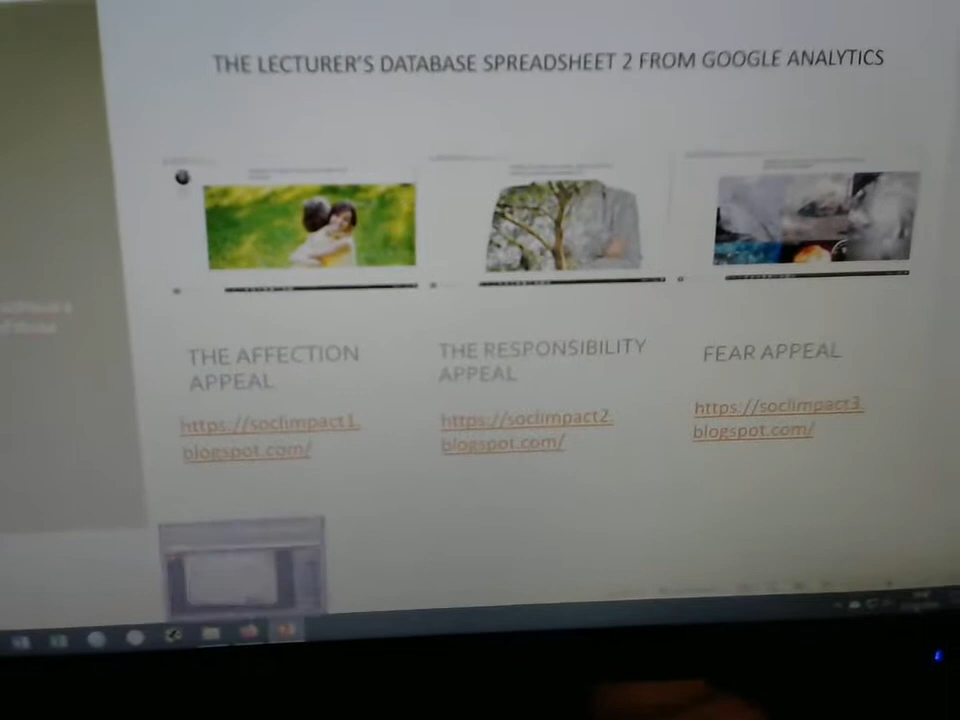 THE LECTURER'S DATABASE SPREADSHEET 2 FROM GOOGLE ANALYTICS
THE AFFECTION
APPEAL
https://soclimpact1.
blogspot.com/
THE RESPONSIBILITY
APPEAL
https://soclimpact2.
blogspot.com/
FEAR APPEAL
https://soclimpact3.
blogspot.com/